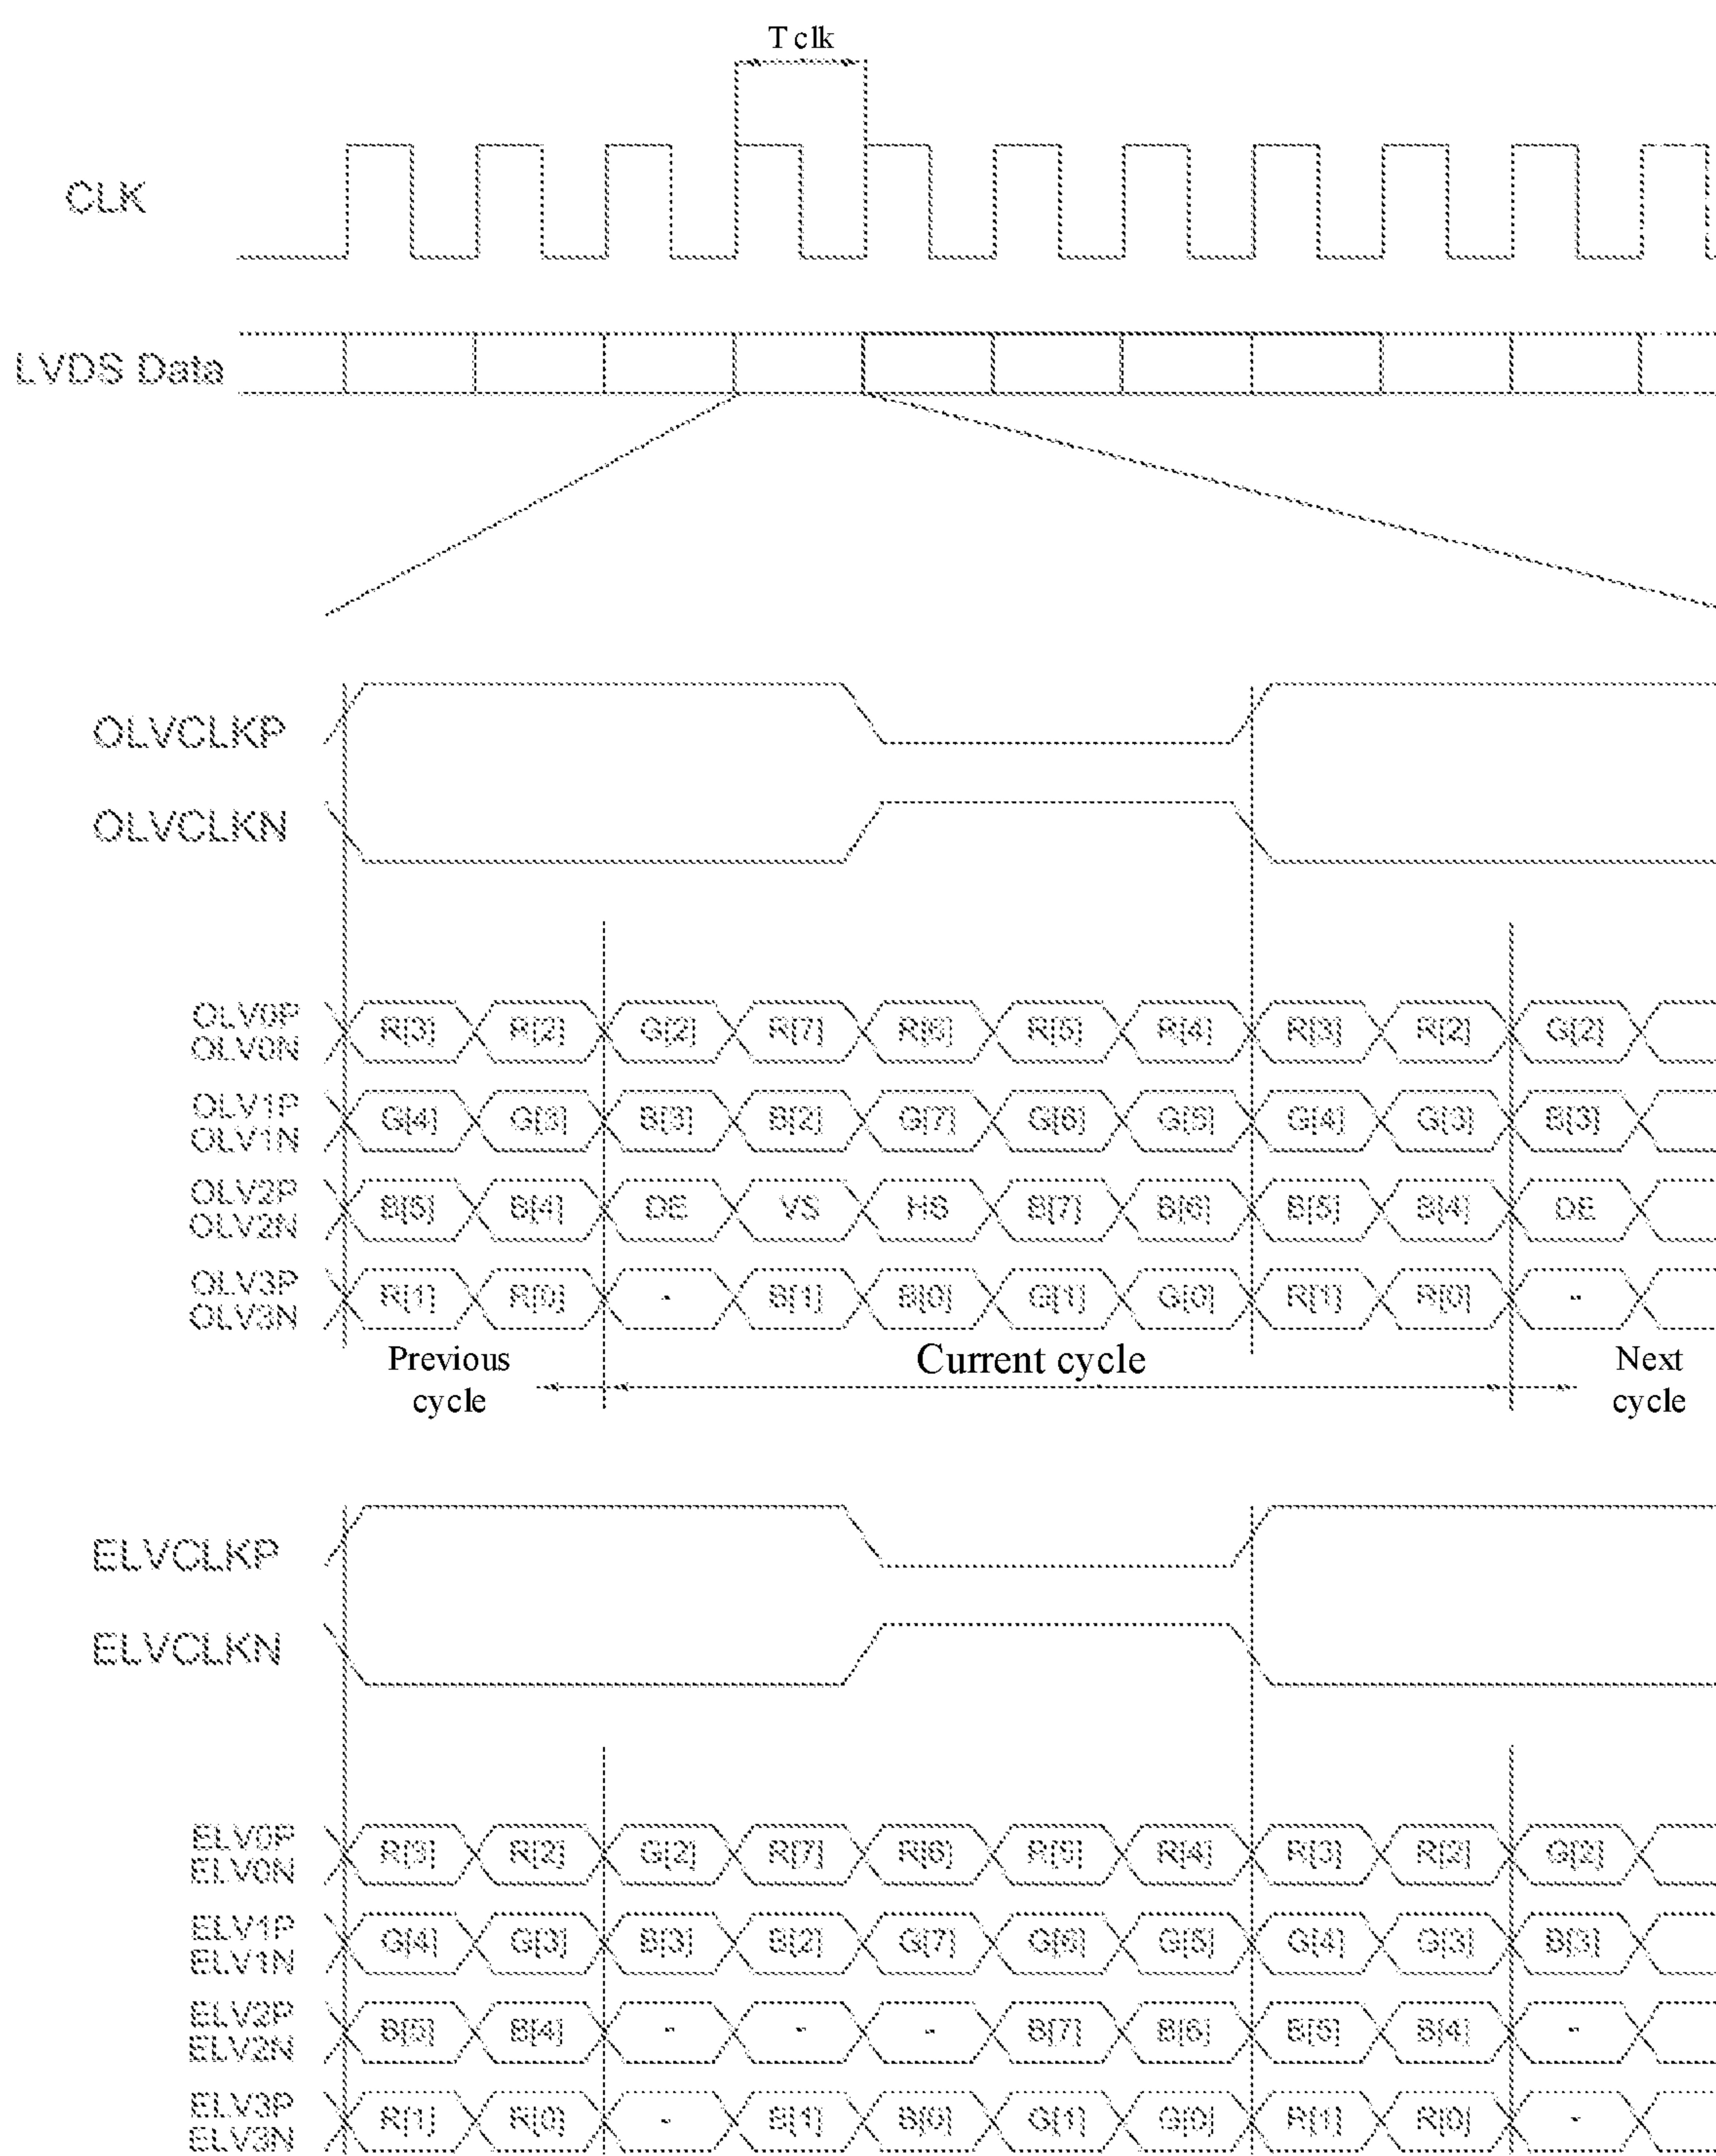 Tclk
CLK
LVDS Data
OLVCLKP
OLVCLKN
OLV0P
OLV0N
R[3] R[2] G[2] R[7] R[6] R[5] R[4] R[3] R[2] G[2]
OLV1P
OLV1N
G[4] G[3] B[3] B[2] G[7] G[6] G[5] G[4] G[3] B[3]
OLV2P
OLV2N
B[5] B[4] DE VS HS B[7] B[6] B[5] B[4] DE
OLV3P
OLV3N
R[1] R[0] - B[1] B[0] G[1] G[0] R[1] R[0] -
Previous cycle
Current cycle
Next cycle
ELVCLKP
ELVCLKN
ELV0P
ELV0N
R[3] R[2] G[2] R[7] R[6] R[5] R[4] R[3] R[2] G[2]
ELV1P
ELV1N
G[4] G[3] B[3] B[2] G[7] G[6] G[5] G[4] G[3] B[3]
ELV2P
ELV2N
B[5] B[4] - - - B[7] B[6] B[5] B[4] -
ELV3P
ELV3N
R[1] R[0] - B[1] B[0] G[1] G[0] R[1] R[0] -